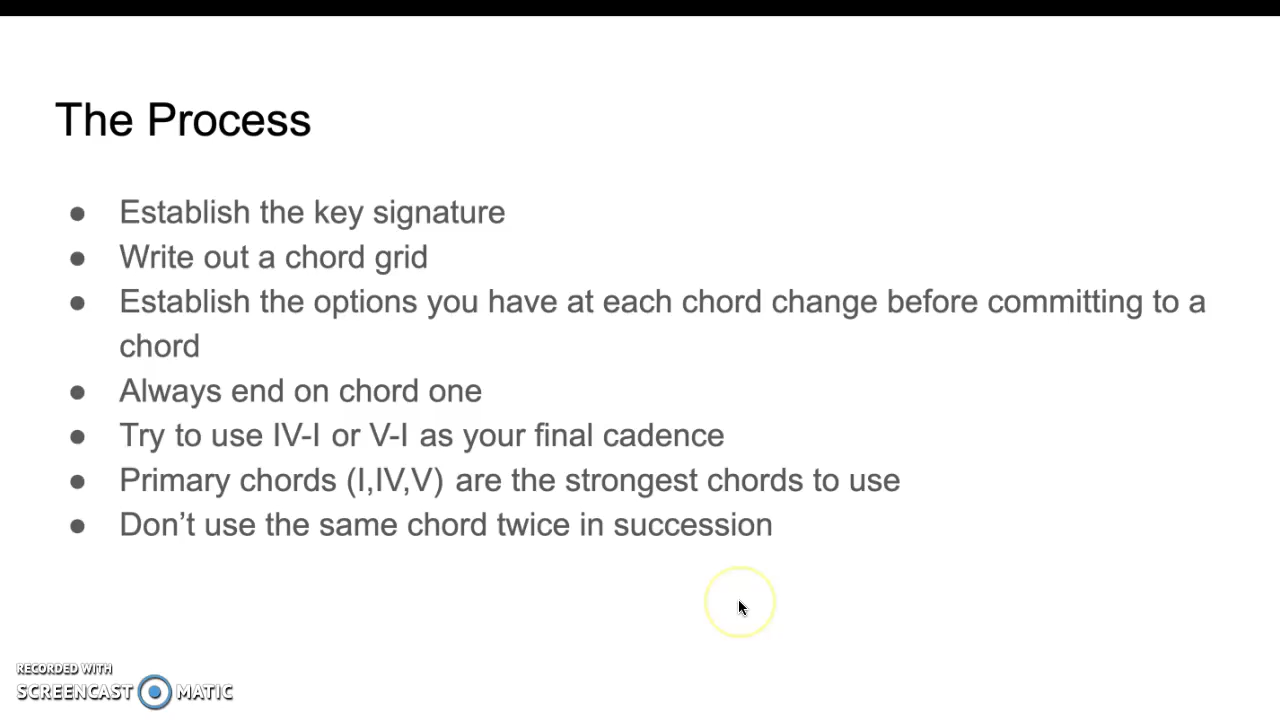 The Process
● Establish the key signature
● Write out a chord grid
● Establish the options you have at each chord change before committing to a
chord
● Always end on chord one
● Try to use IV-I or V-I as your final cadence
● Primary chords (I,IV,V) are the strongest chords to use
● Don’t use the same chord twice in succession
RECORDED WITH
SCREENCAST MATIC